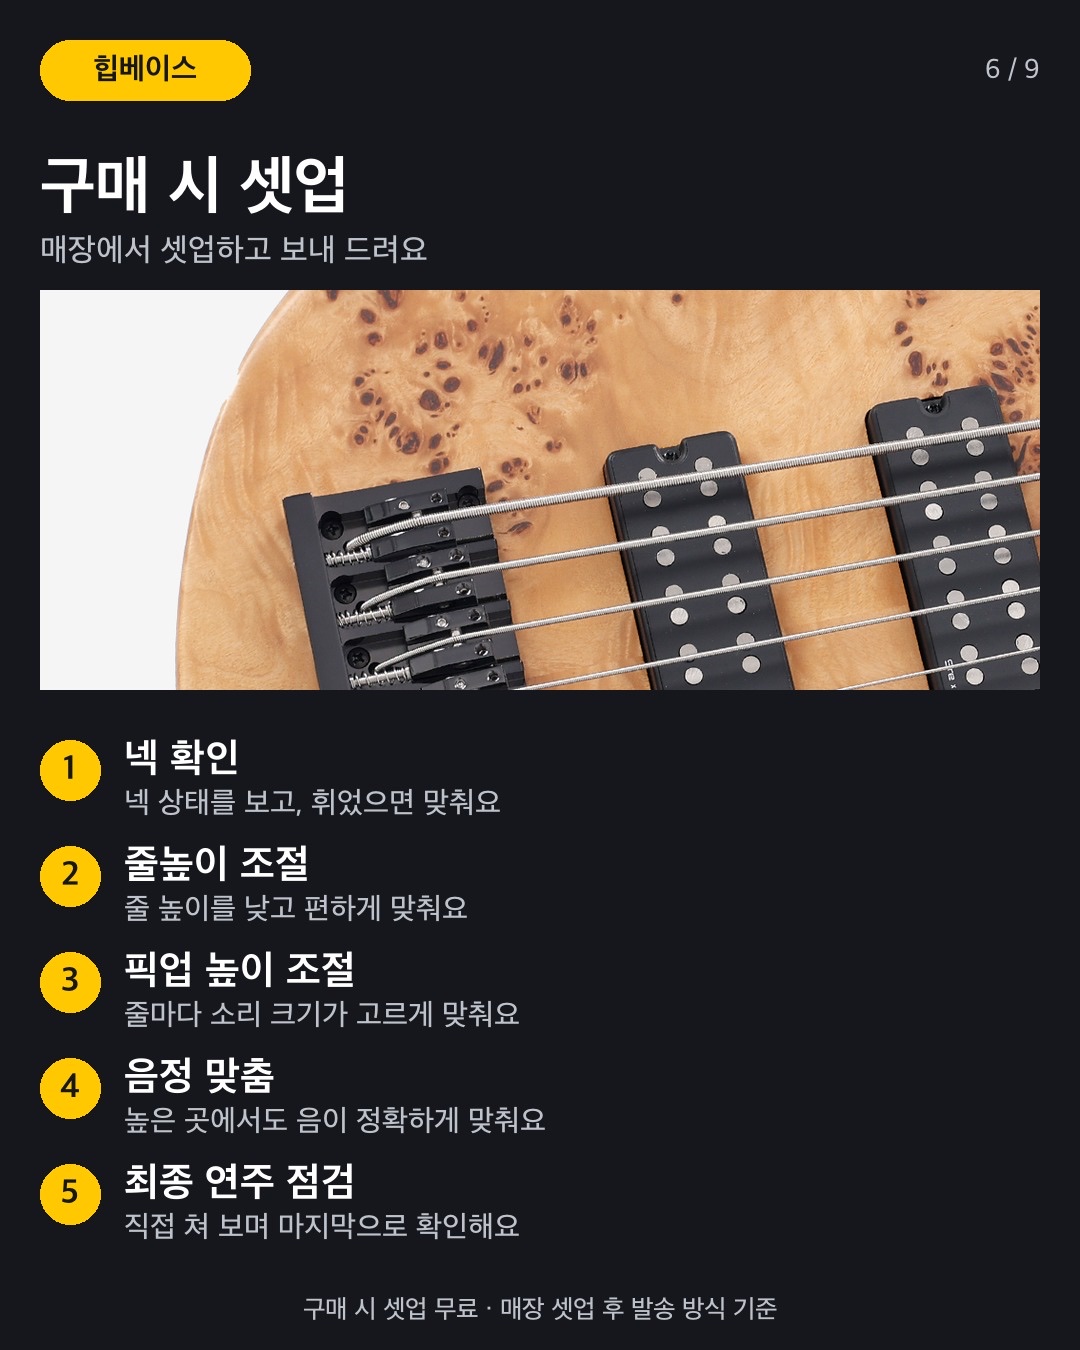 힙베이스
6 / 9
구매 시 셋업
매장에서 셋업하고 보내 드려요
1 넥 확인
넥 상태를 보고, 휘었으면 맞춰요
2 줄높이 조절
줄 높이를 낮고 편하게 맞춰요
3 픽업 높이 조절
줄마다 소리 크기가 고르게 맞춰요
4 음정 맞춤
높은 곳에서도 음이 정확하게 맞춰요
5 최종 연주 점검
직접 쳐 보며 마지막으로 확인해요
구매 시 셋업 무료 · 매장 셋업 후 발송 방식 기준